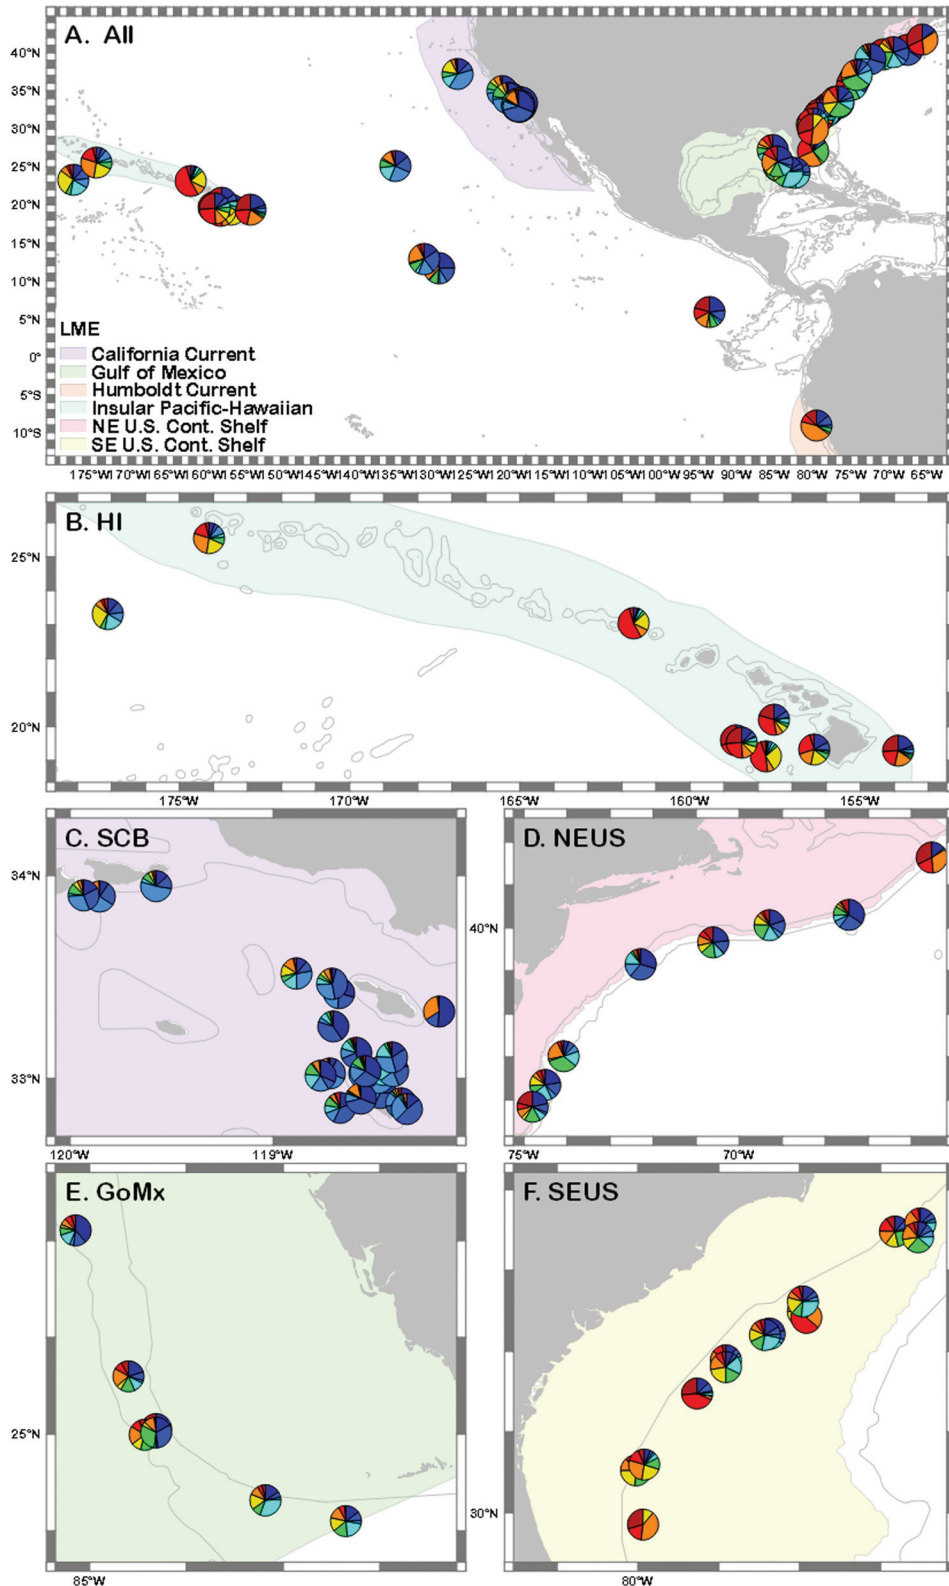 A. All
40°N
35°N
30°N
25°N
20°N
15°N
10°N
5°N
0°
5°S
10°S
LME
California Current
Gulf of Mexico
Humboldt Current
Insular Pacific-Hawaiian
NE U.S. Cont. Shelf
SE U.S. Cont. Shelf
175°W 170°W 165°W 160°W 155°W 150°W 145°W 140°W 135°W 130°W 125°W 120°W 115°W 110°W 105°W 100°W 95°W 90°W 85°W 80°W 75°W 70°W 65°W
B. HI
25°N
20°N
175°W 170°W 165°W 160°W 155°W
C. SCB
34°N
33°N
120°W 119°W
D. NEUS
40°N
75°W 70°W
E. GoMx
25°N
85°W
F. SEUS
30°N
80°W